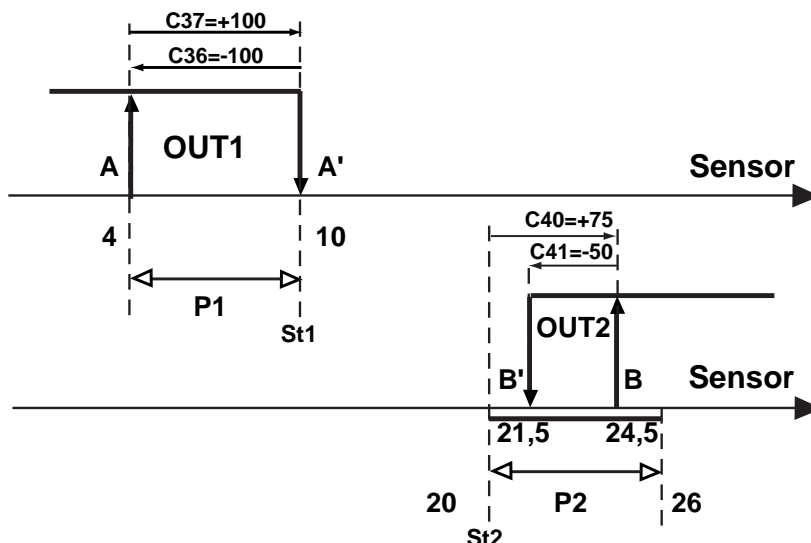 C37=+100
C36=-100
OUT1
A
A'
Sensor
4
10
C40=+75
C41=-50
P1
St1
OUT2
B'
B
Sensor
21,5
24,5
20
P2
26
St2